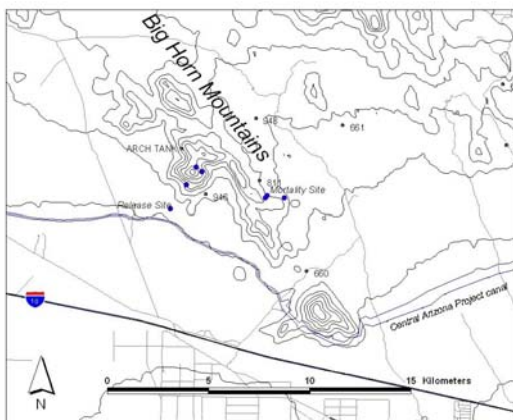 Big Horn Mountains
948
661
ARCH TANK
811
Mortality Site
946
Release Site
660
Central Arizona Project canal
10
N
0 5 10 15 Kilometers